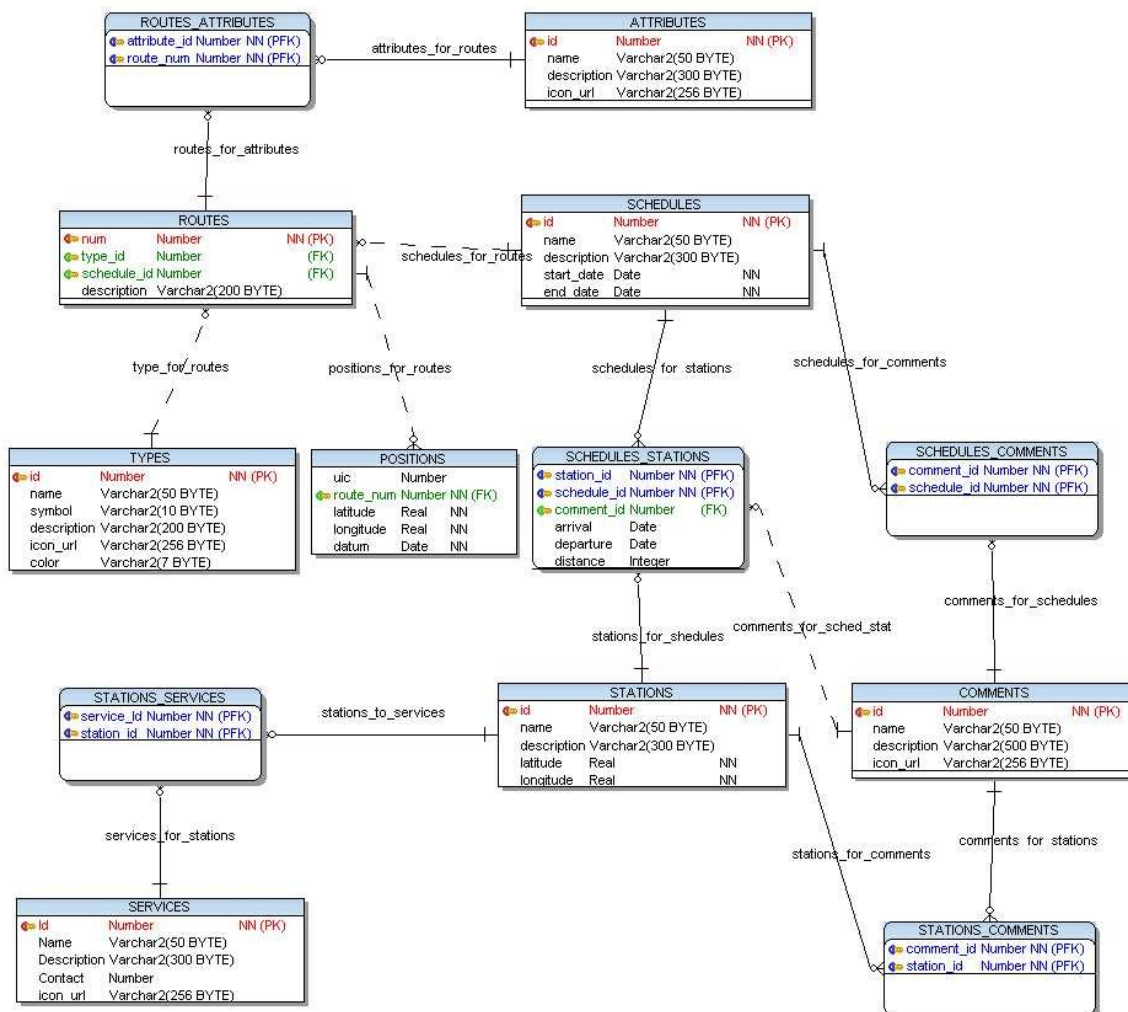 ROUTES_ATTRIBUTES
attribute_id Number NN (PFK)
route_num Number NN (PFK)
attributes_for_routes
ATTRIBUTES
id Number NN (PK)
name Varchar2(50 BYTE)
description Varchar2(300 BYTE)
icon_url Varchar2(256 BYTE)
routes_for_attributes
ROUTES
num Number NN (PK)
type_id Number (FK)
schedule_id Number (FK)
description Varchar2(200 BYTE)
schedules_for_routes
SCHEDULES
id Number NN (PK)
name Varchar2(50 BYTE)
description Varchar2(300 BYTE)
start_date Date NN
end_date Date NN
type_for_routes
positions_for_routes
schedules_for_stations
schedules_for_comments
TYPES
id Number NN (PK)
name Varchar2(50 BYTE)
symbol Varchar2(10 BYTE)
description Varchar2(200 BYTE)
icon_url Varchar2(256 BYTE)
color Varchar2(7 BYTE)
POSITIONS
uic Number
route_num Number NN (FK)
latitude Real NN
longitude Real NN
datum Date NN
SCHEDULES_STATIONS
station_id Number NN (PFK)
schedule_id Number NN (PFK)
comment_id Number (FK)
arrival Date
departure Date
distance Integer
SCHEDULES_COMMENTS
comment_id Number NN (PFK)
schedule_id Number NN (PFK)
stations_for_shedules
comments_for_sched_stat
comments_for_schedules
STATIONS_SERVICES
service_Id Number NN (PFK)
station_id Number NN (PFK)
stations_to_services
STATIONS
id Number NN (PK)
name Varchar2(50 BYTE)
description Varchar2(300 BYTE)
latitude Real NN
longitude Real NN
COMMENTS
id Number NN (PK)
name Varchar2(50 BYTE)
description Varchar2(500 BYTE)
icon_url Varchar2(256 BYTE)
services_for_stations
stations_for_comments
comments_for_stations
SERVICES
Id Number NN (PK)
Name Varchar2(50 BYTE)
Description Varchar2(300 BYTE)
Contact Number
icon_url Varchar2(256 BYTE)
STATIONS_COMMENTS
comment_id Number NN (PFK)
station_id Number NN (PFK)